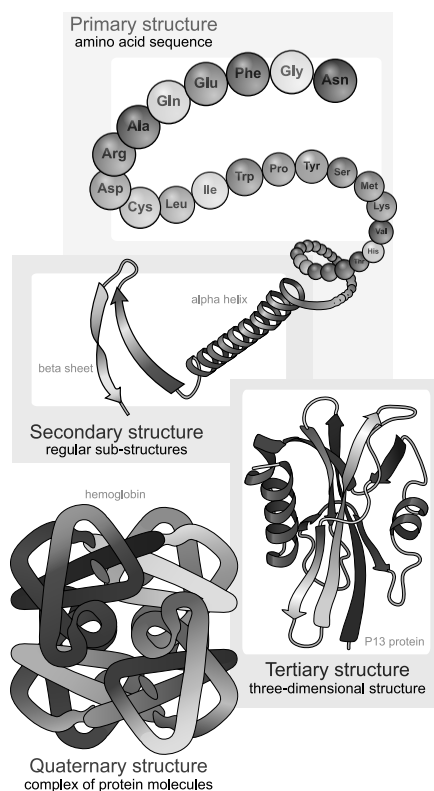 Primary structure
amino acid sequence
Asn
Gly
Phe
Glu
Gln
Ala
Arg
Asp
Cys
Leu
Ile
Trp
Pro
Tyr
Ser
Met
Lys
Val
His
Thr
alpha helix
beta sheet
Secondary structure
regular sub-structures
hemoglobin
P13 protein
Tertiary structure
three-dimensional structure
Quaternary structure
complex of protein molecules